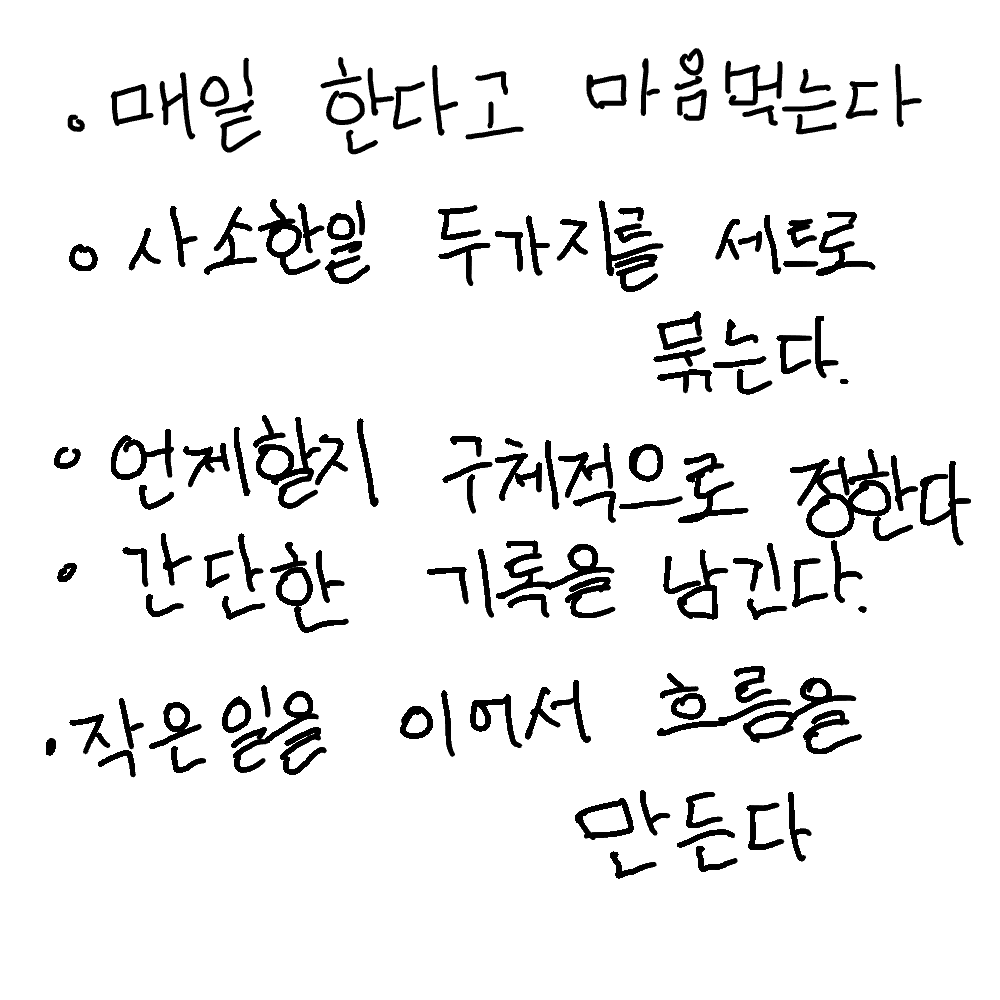 • 매일 한다고 마음먹는다
• 사소한일 두가지를 세트로
묶는다.
• 언제할지 구체적으로 정한다
• 간단한 기록을 남긴다.
• 작은일을 이어서 흐름을
만든다